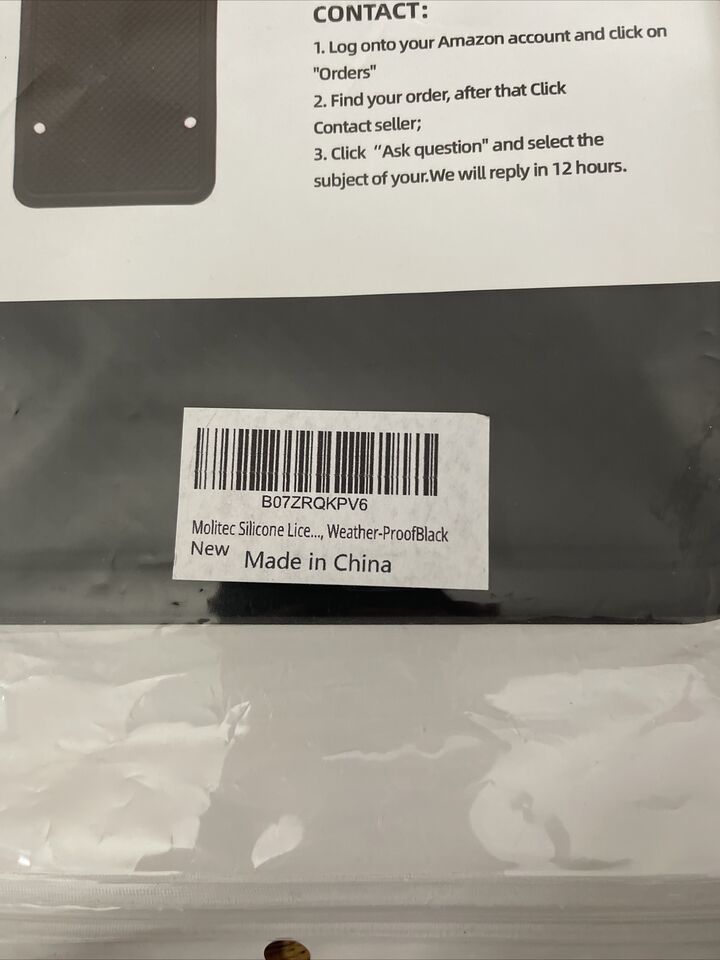 CONTACT:
1. Log onto your Amazon account and click on
"Orders"
2. Find your order, after that Click
Contact seller;
3. Click “Ask question" and select the
subject of your.We will reply in 12 hours.
B07ZRQKPV6
Molitec Silicone Lice..., Weather-ProofBlack
New Made in China